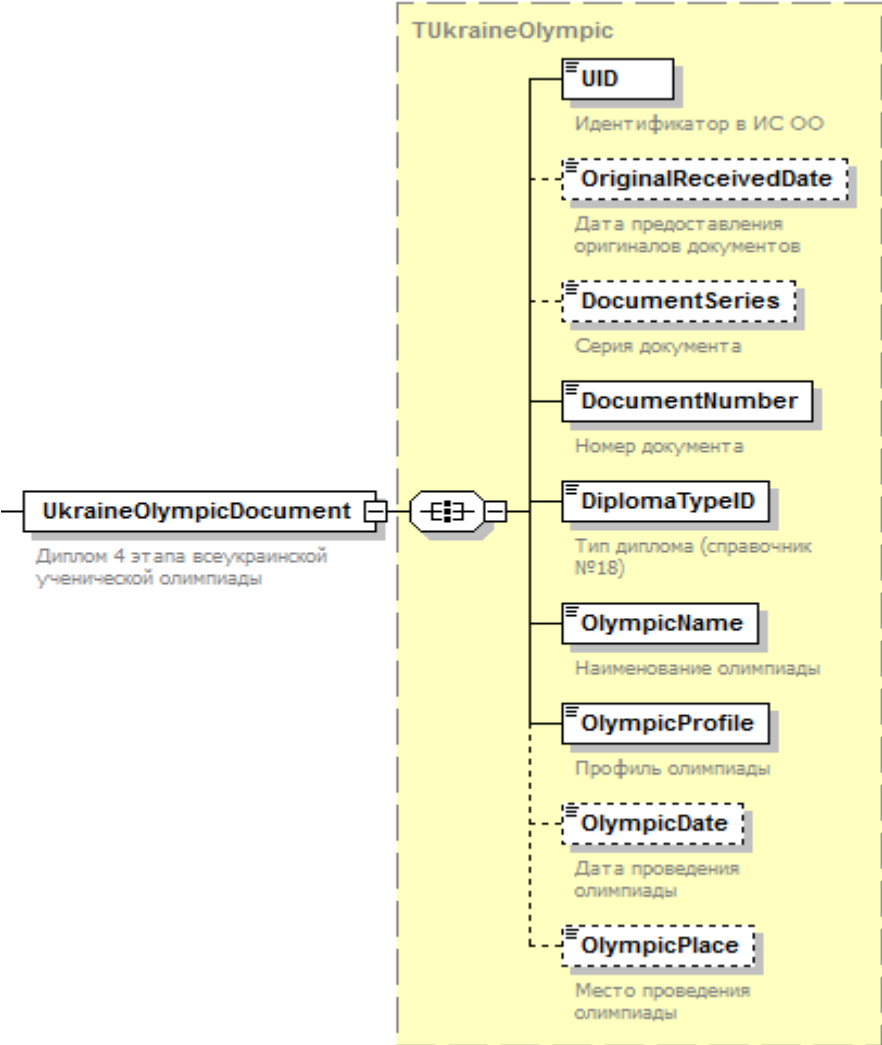 TUkraineOlympic
UID
Идентификатор в ИС ОО
OriginalReceivedDate
Дата предоставления
оригиналов документов
DocumentSeries
Серия документа
DocumentNumber
Номер документа
UkraineOlympicDocument
Диплом 4 этапа всеукраинской
ученической олимпиады
DiplomaTypeID
Тип диплома (справочник
№18)
OlympicName
Наименование олимпиады
OlympicProfile
Профиль олимпиады
OlympicDate
Дата проведения
олимпиады
OlympicPlace
Место проведения
олимпиады